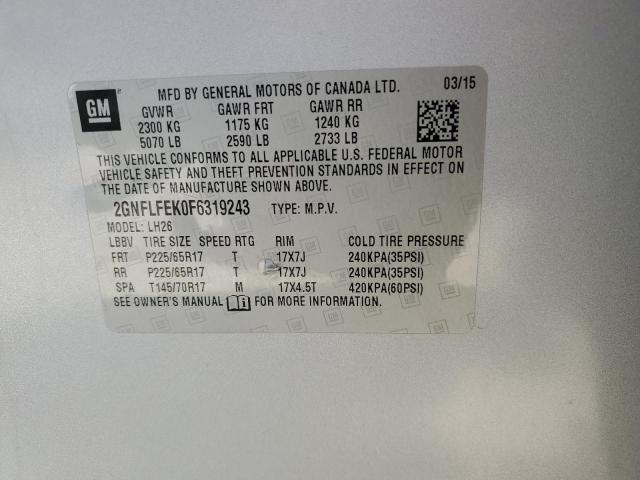 GM
MFD BY GENERAL MOTORS OF CANADA LTD. 03/15
GVWR GAWR FRT GAWR RR
2300 KG 1175 KG 1240 KG
5070 LB 2590 LB 2733 LB
THIS VEHICLE CONFORMS TO ALL APPLICABLE U.S. FEDERAL MOTOR
VEHICLE SAFETY AND THEFT PREVENTION STANDARDS IN EFFECT ON
THE DATE OF MANUFACTURE SHOWN ABOVE.
2GNFLFEK0F6319243 TYPE: M.P.V.
MODEL: LH26
LBBV TIRE SIZE SPEED RTG RIM COLD TIRE PRESSURE
FRT P225/65R17 T 17X7J 240KPA(35PSI)
RR P225/65R17 T 17X7J 240KPA(35PSI)
SPA T145/70R17 M 17X4.5T 420KPA(60PSI)
SEE OWNER'S MANUAL FOR MORE INFORMATION.